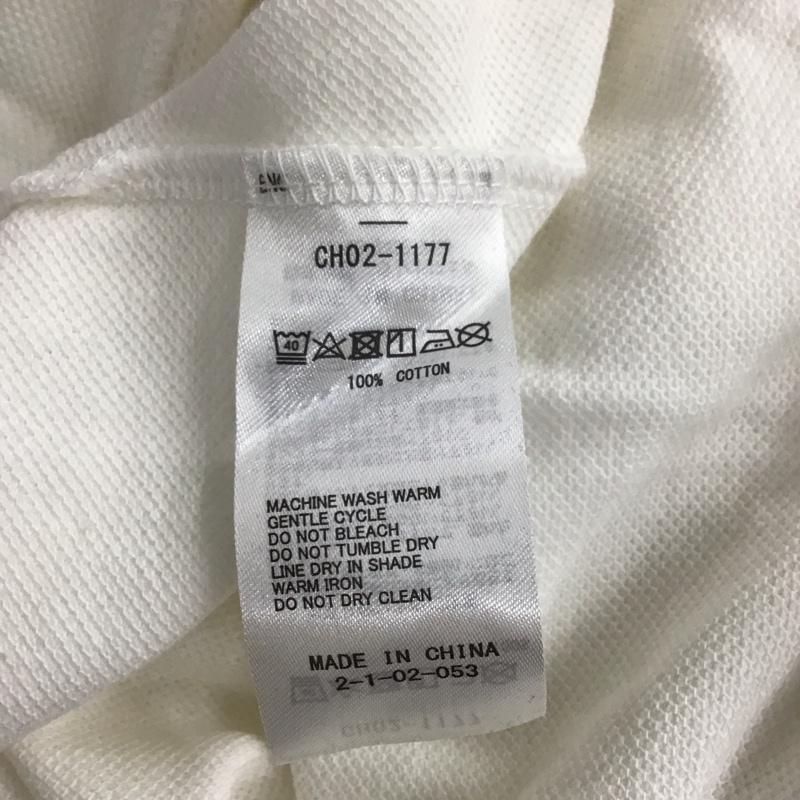 CH02-1177
40
100% COTTON
MACHINE WASH WARM
GENTLE CYCLE
DO NOT BLEACH
DO NOT TUMBLE DRY
LINE DRY IN SHADE
WARM IRON
DO NOT DRY CLEAN
MADE IN CHINA
2-1-02-053